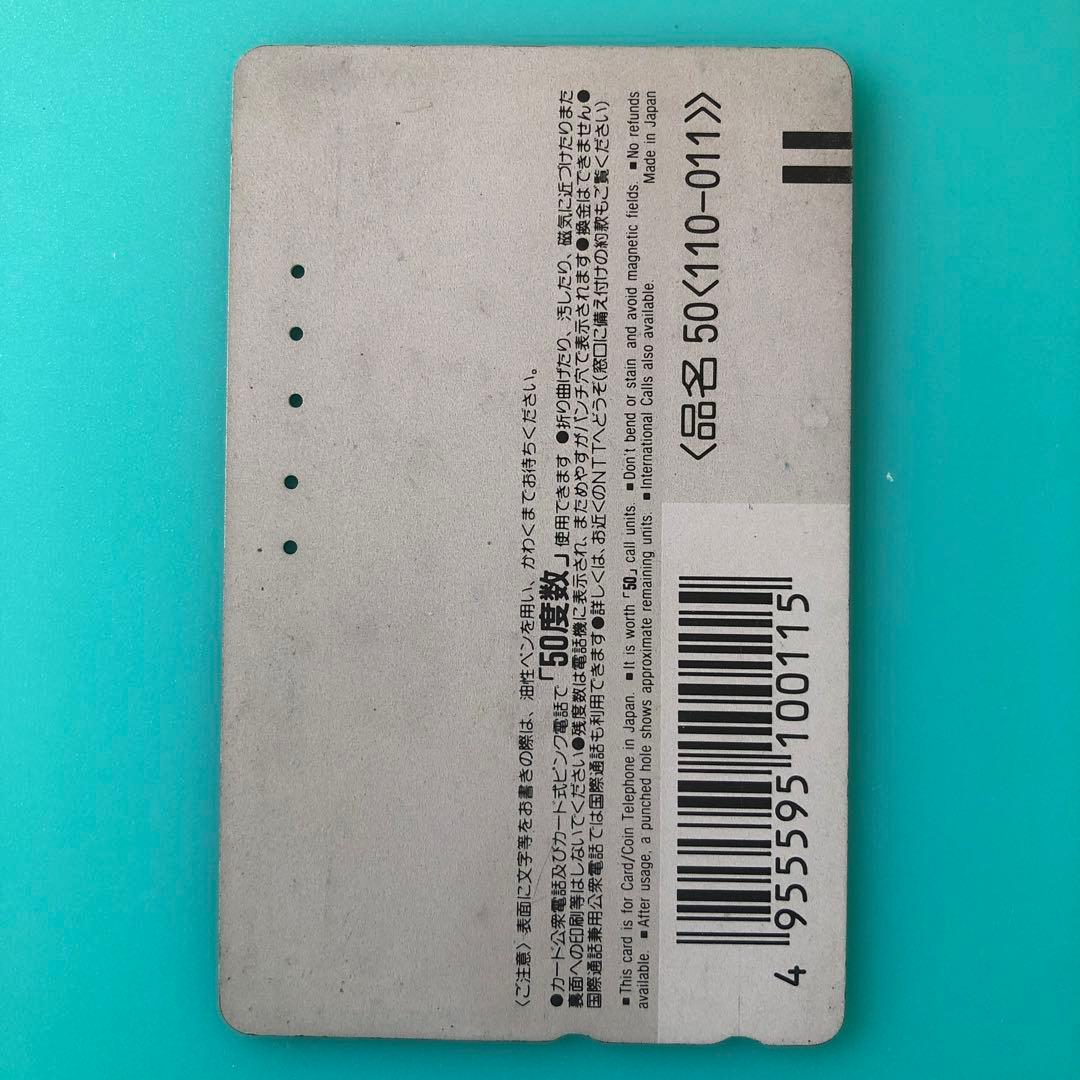 〈ご注意〉表面に文字等をお書きの際は、油性ペンを用い、かわくまでお待ちください。
●カード公衆電話及びカード式ピンク電話で「50度数」使用できます●折り曲げたり、汚したり、磁気に近づけたりまた
裏面への印刷等はしないでください●残度数は電話機に表示され、まためやすがパンチ穴で表示されます●換金はできません●
国際通話兼用公衆電話では国際通話も利用できます●詳しくは、お近くのNTTへどうぞ(窓口に備え付けの約款もご覧ください)
■This card is for Card/Coin Telephone in Japan. ■It is worth「50」call units. ■Don't bend or stain and avoid magnetic fields. ■No refunds
available. ■After usage, a punched hole shows approximate remaining units. ■International Calls also available. Made in Japan
〈品名 50〈110-011〉〉
4 955595 100115